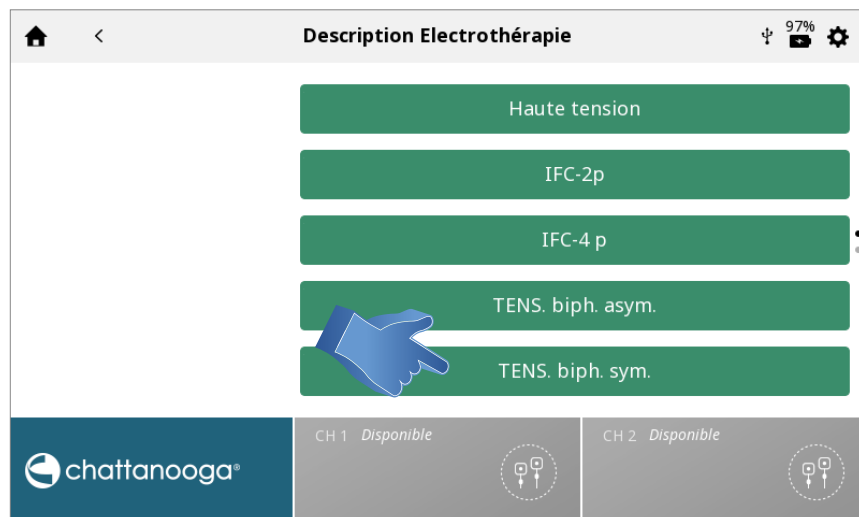 Description Electrothérapie
97%
Haute tension
IFC-2p
IFC-4 p
TENS. biph. asym.
TENS. biph. sym.
chattanooga®
CH 1 Disponible
CH 2 Disponible